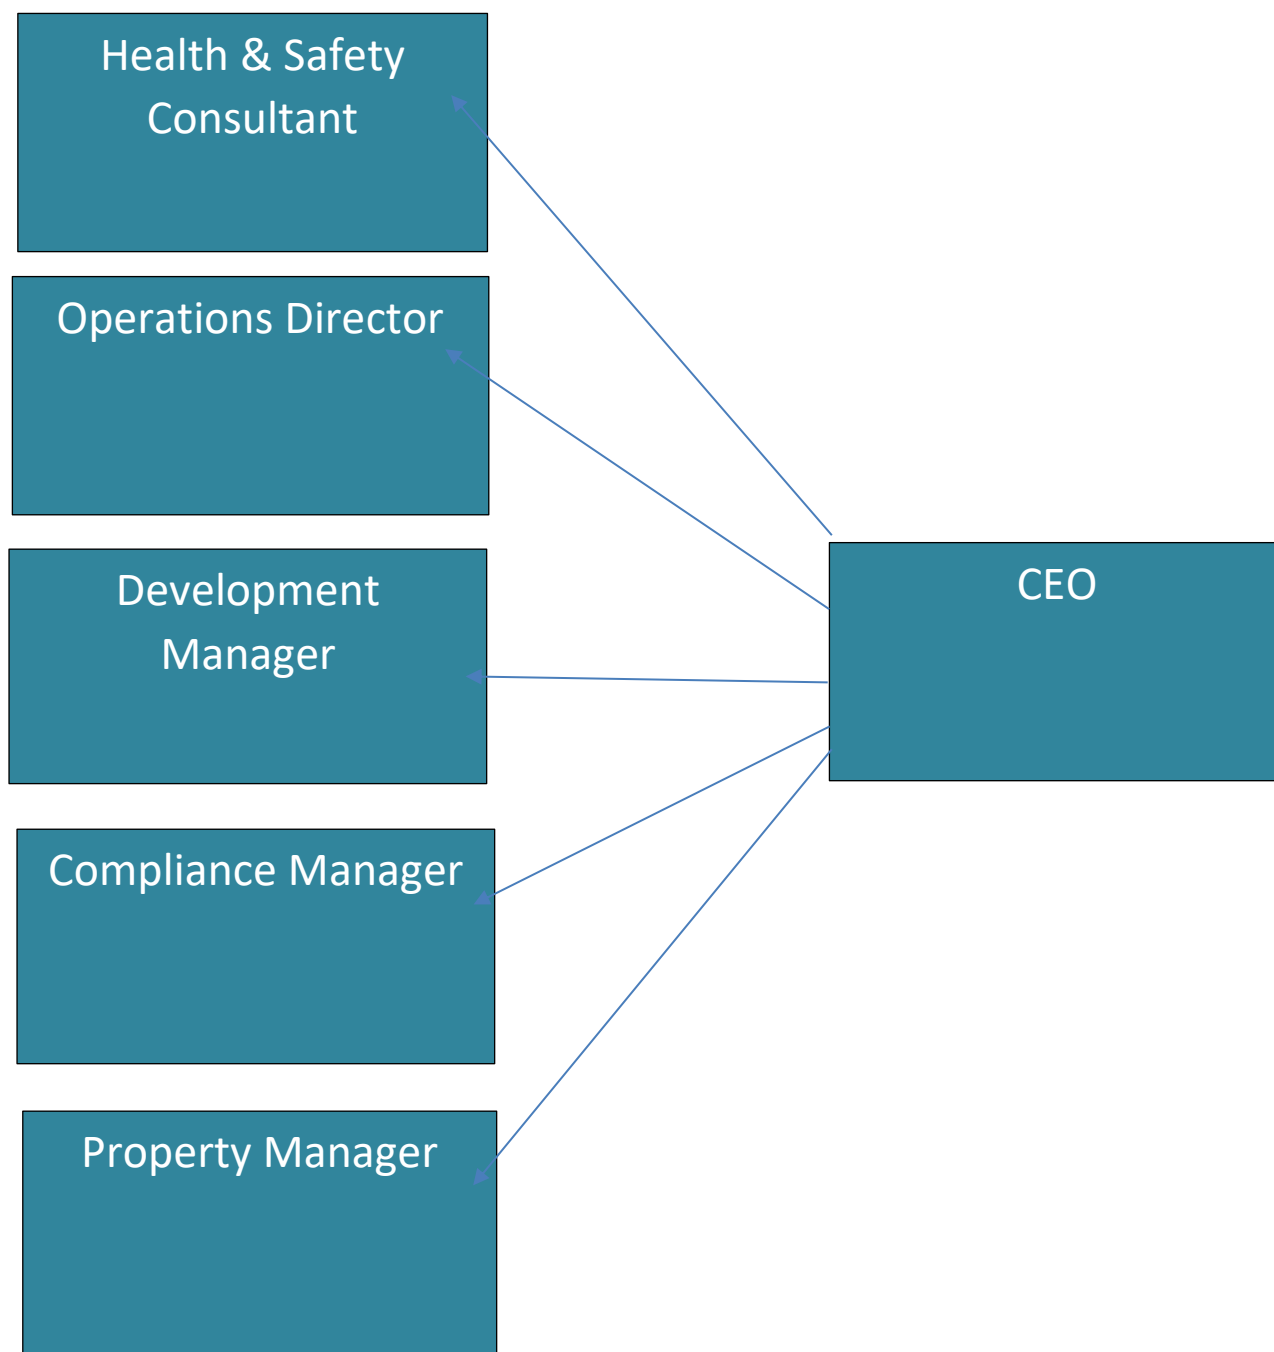 Health & Safety
Consultant
Operations Director
Development
Manager
CEO
Compliance Manager
Property Manager